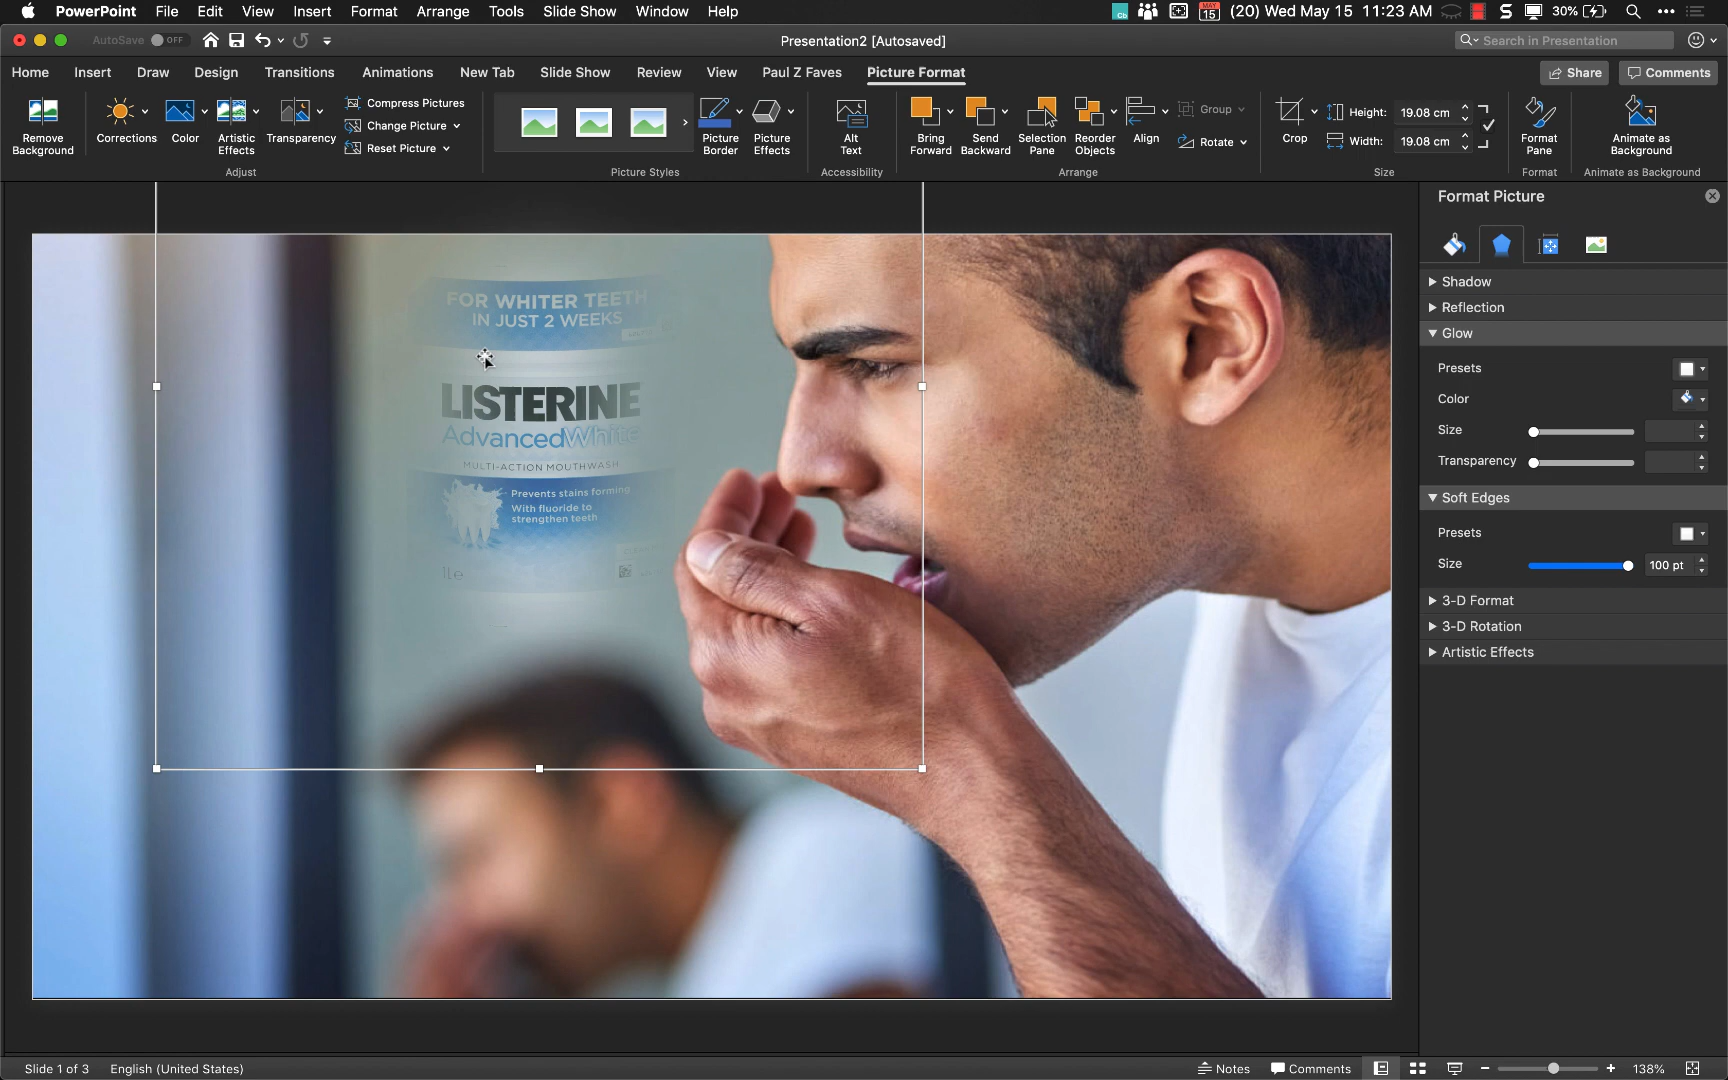 PowerPoint File Edit View Insert Format Arrange Tools Slide Show Window Help
MAY 15 (20) Wed May 15 11:23 AM 30%
AutoSave OFF Presentation2 [Autosaved] Search in Presentation
Home Insert Draw Design Transitions Animations New Tab Slide Show Review View Paul Z Faves Picture Format Share Comments
Remove Background
Corrections
Color
Artistic Effects
Transparency
Compress Pictures
Change Picture
Reset Picture
Picture Border
Picture Effects
Alt Text
Bring Forward
Send Backward
Selection Pane
Reorder Objects
Align
Group
Rotate
Crop
Height: 19.08 cm
Width: 19.08 cm
Format Pane
Animate as Background
Adjust Picture Styles Accessibility Arrange Size Format Animate as Background
FOR WHITER TEETH
IN JUST 2 WEEKS
LISTERINE
AdvancedWhite
MULTI-ACTION MOUTHWASH
Prevents stains forming
With fluoride to
strengthen teeth
1le
Format Picture
Shadow
Reflection
Glow
Presets
Color
Size
Transparency
Soft Edges
Presets
Size 100 pt
3-D Format
3-D Rotation
Artistic Effects
Slide 1 of 3 English (United States) Notes Comments 138%